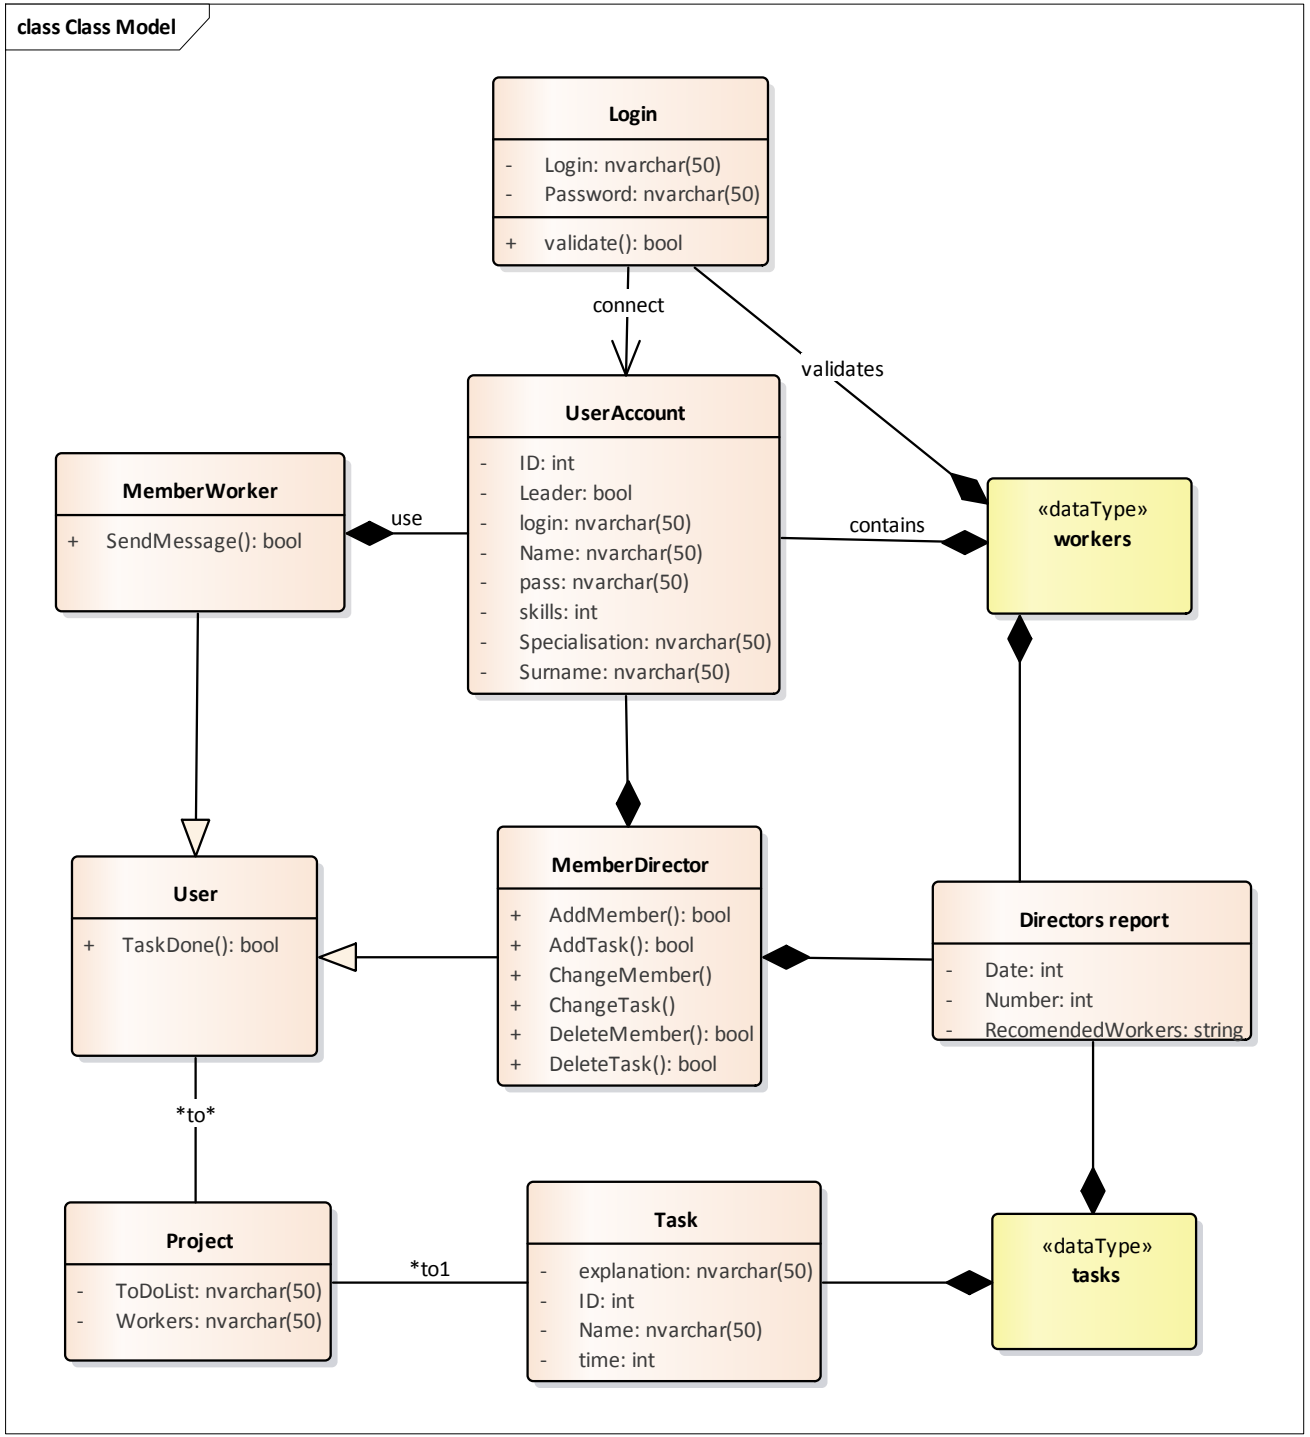 class Class Model
Login
- Login: nvarchar(50)
- Password: nvarchar(50)
+ validate(): bool
connect
validates
UserAccount
- ID: int
- Leader: bool
- login: nvarchar(50)
- Name: nvarchar(50)
- pass: nvarchar(50)
- skills: int
- Specialisation: nvarchar(50)
- Surname: nvarchar(50)
MemberWorker
+ SendMessage(): bool
use
contains
«dataType»
workers
User
+ TaskDone(): bool
MemberDirector
+ AddMember(): bool
+ AddTask(): bool
+ ChangeMember()
+ ChangeTask()
+ DeleteMember(): bool
+ DeleteTask(): bool
Directors report
- Date: int
- Number: int
- RecomendedWorkers: string
*to*
Project
- ToDoList: nvarchar(50)
- Workers: nvarchar(50)
*to1
Task
- explanation: nvarchar(50)
- ID: int
- Name: nvarchar(50)
- time: int
«dataType»
tasks